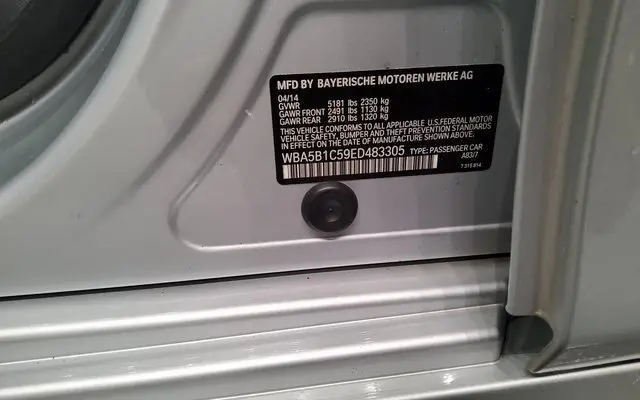 MFD BY BAYERISCHE MOTOREN WERKE AG
04/14
GVWR 5181 lbs 2350 kg
GAWR FRONT 2491 lbs 1130 kg
GAWR REAR 2910 lbs 1320 kg
THIS VEHICLE CONFORMS TO ALL APPLICABLE U.S.FEDERAL MOTOR
VEHICLE SAFETY, BUMPER AND THEFT PREVENTION STANDARDS
IN EFFECT ON THE DATE OF MANUFACTURE SHOWN ABOVE.
WBA5B1C59ED483305 TYPE: PASSENGER CAR
A83/7